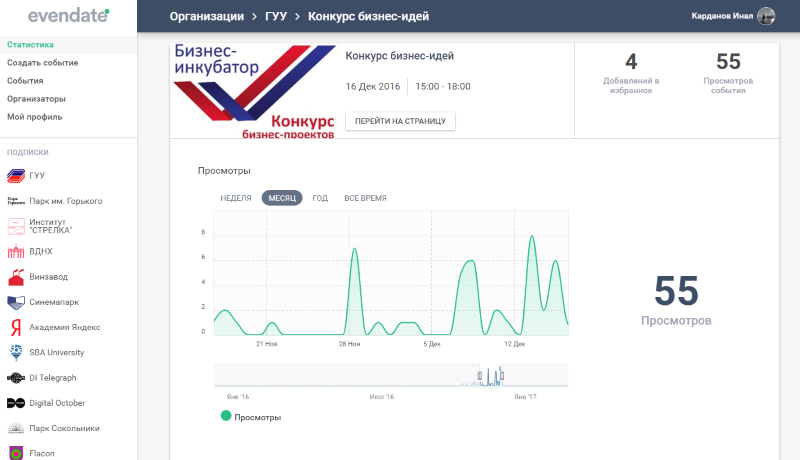 evendate
Статистика
Создать событие
События
Организаторы
Мой профиль
ПОДПИСКИ
Парк Горького
ГУУ
Парк им. Горького
Институт
"СТРЕЛКА"
ВДНХ
Винзавод
Синемапарк
Я
Академия Яндекс
SBA University
DI Telegraph
Digital October
Парк Сокольники
Flacon
Организации > ГУУ > Конкурс бизнес-идей
Карданов Инал
Бизнес-
инкубатор
Конкурс
бизнес-проектов
Конкурс бизнес-идей
16 Дек 2016
15:00 - 18:00
ПЕРЕЙТИ НА СТРАНИЦУ
4
Добавлений в
избранное
55
Просмотров
события
Просмотры
НЕДЕЛЯ МЕСЯЦ ГОД ВСЕ ВРЕМЯ
8
6
4
2
0
21 Ноя 28 Ноя 5 Дек 12 Дек
Янв '16 Июл '16 Янв '17
Просмотры
55
Просмотров